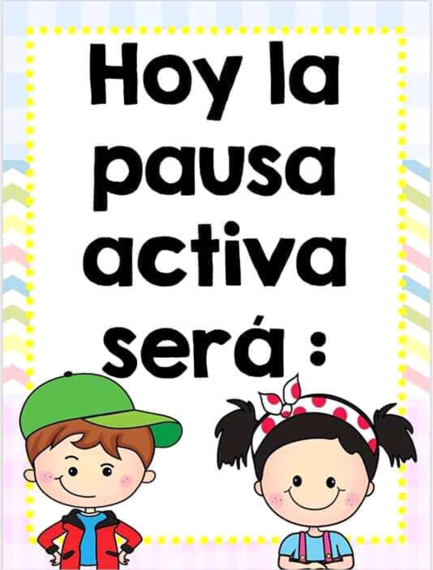 Hoy la
pausa
activa
será :